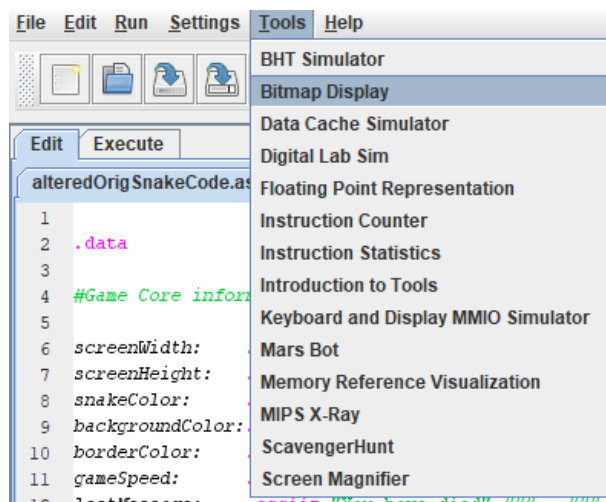 File Edit Run Settings Tools Help
BHT Simulator
Bitmap Display
Data Cache Simulator
Digital Lab Sim
Floating Point Representation
Instruction Counter
Instruction Statistics
Introduction to Tools
Keyboard and Display MMIO Simulator
Mars Bot
Memory Reference Visualization
MIPS X-Ray
ScavengerHunt
Screen Magnifier
Edit Execute
alteredOrigSnakeCode.as
1
2 .data
3
4 #Game Core infor
5
6 screenWidth:
7 screenHeight:
8 snakeColor:
9 backgroundColor:
10 borderColor:
11 gameSpeed: